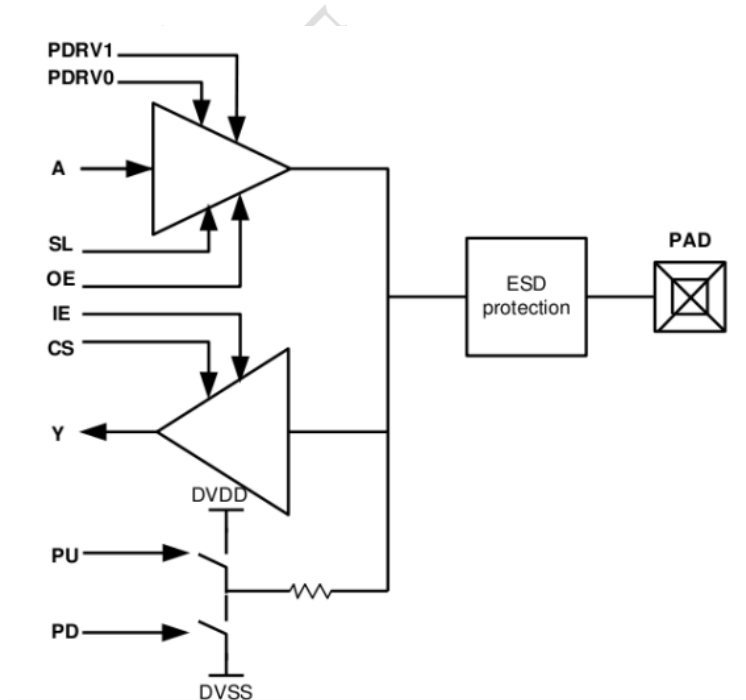 PDRV1
PDRV0
A
SL
OE
IE
CS
Y
PU
PD
DVDD
DVSS
ESD
protection
PAD